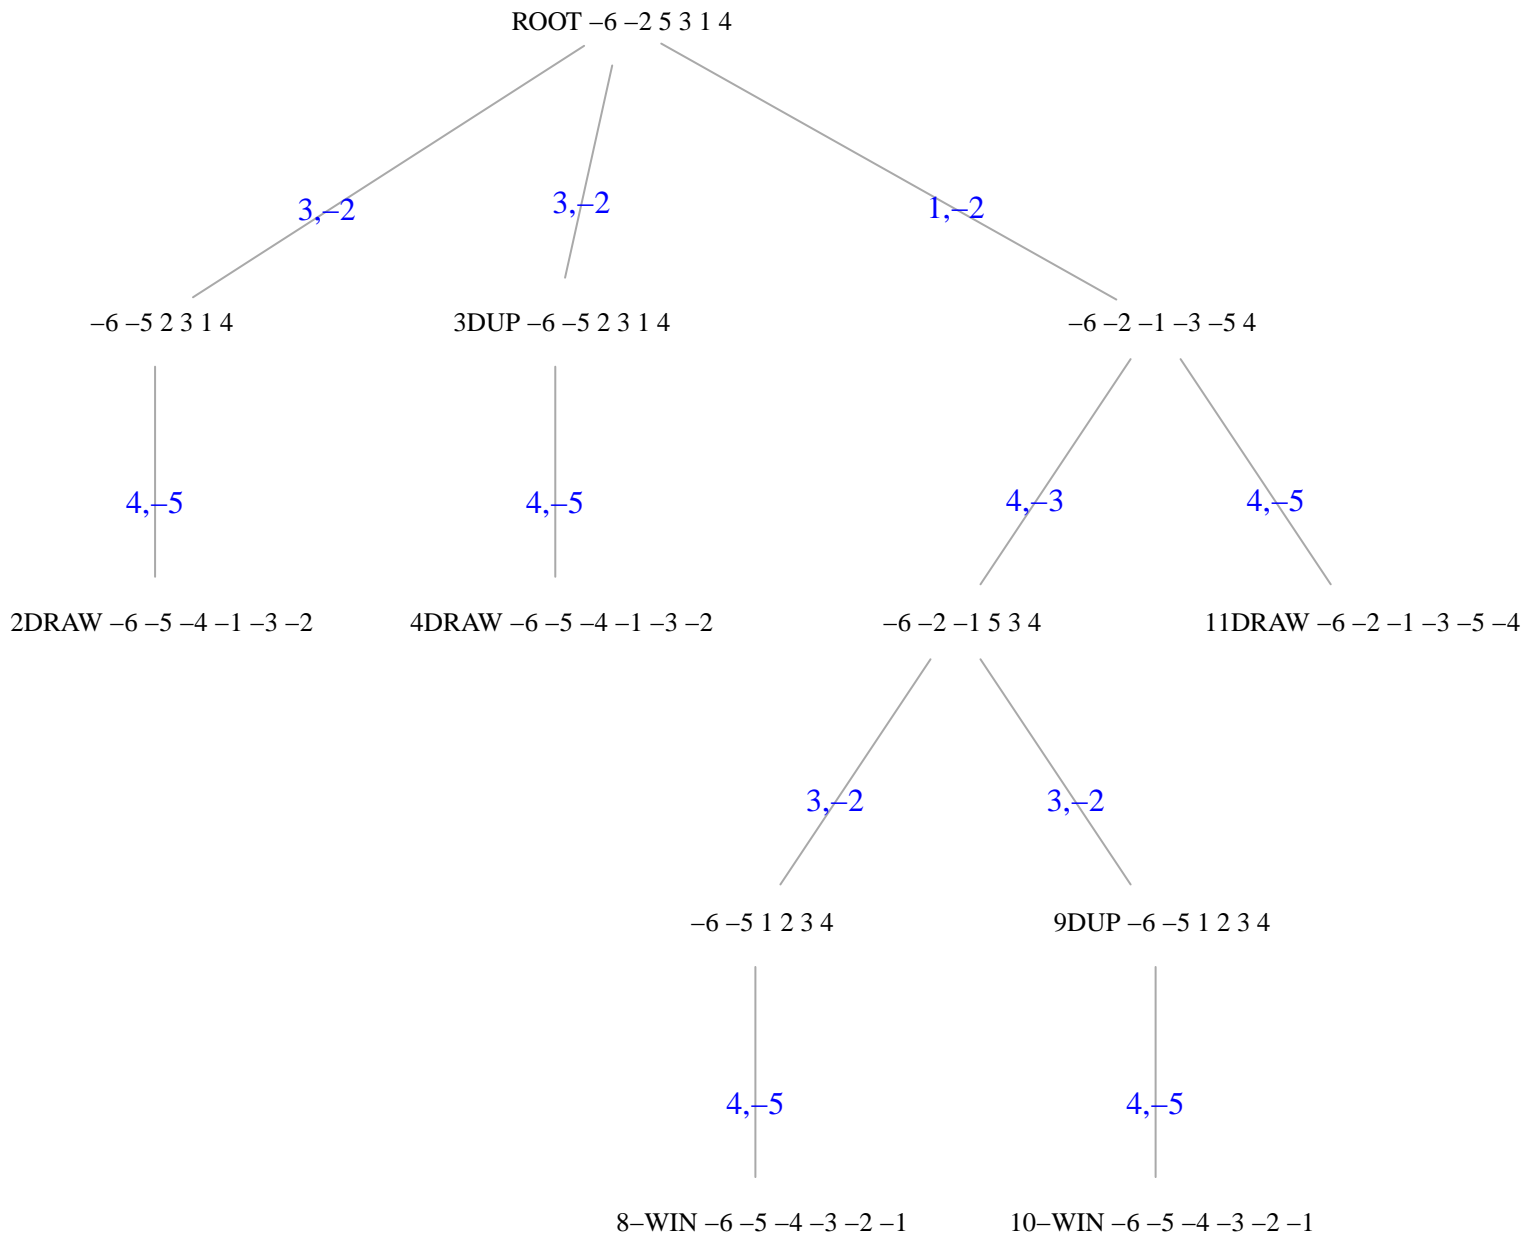 ROOT –6 –2 5 3 1 4
3,–2
3,–2
1,–2
–6 –5 2 3 1 4
3DUP –6 –5 2 3 1 4
–6 –2 –1 –3 –5 4
4,–5
4,–5
4,–3
4,–5
2DRAW –6 –5 –4 –1 –3 –2
4DRAW –6 –5 –4 –1 –3 –2
–6 –2 –1 5 3 4
11DRAW –6 –2 –1 –3 –5 –4
3,–2
3,–2
–6 –5 1 2 3 4
9DUP –6 –5 1 2 3 4
4,–5
4,–5
8–WIN –6 –5 –4 –3 –2 –1
10–WIN –6 –5 –4 –3 –2 –1